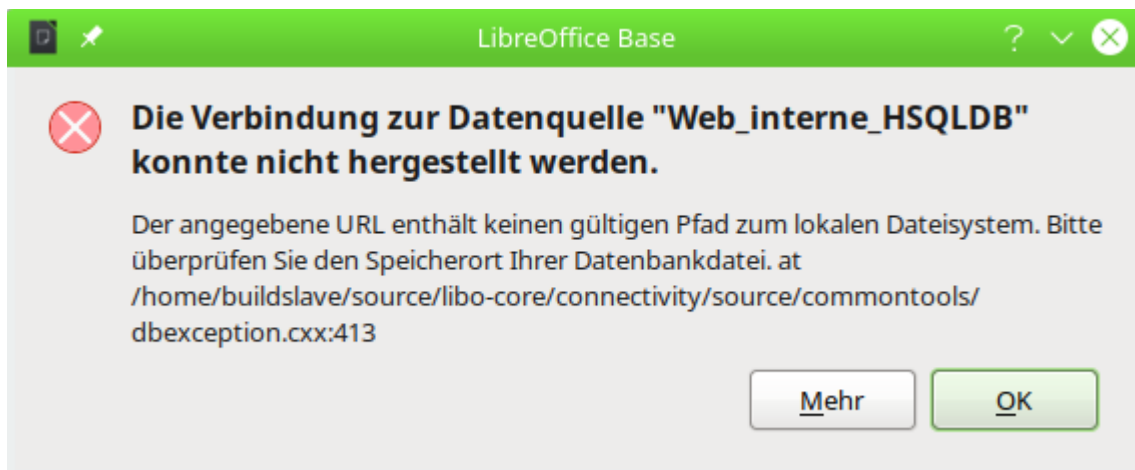 LibreOffice Base
Die Verbindung zur Datenquelle "Web_interne_HSQLDB"
konnte nicht hergestellt werden.
Der angegebene URL enthält keinen gültigen Pfad zum lokalen Dateisystem. Bitte
überprüfen Sie den Speicherort Ihrer Datenbankdatei. at
/home/buildslave/source/libo-core/connectivity/source/commontools/
dbexception.cxx:413
Mehr
OK